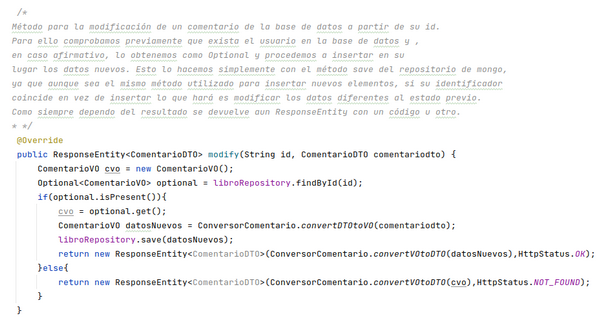 /*
Método para la modificación de un comentario de la base de datos a partir de su id.
Para ello comprobamos previamente que exista el usuario en la base de datos y ,
en caso afirmativo, lo obtenemos como Optional y procedemos a insertar en su
lugar los datos nuevos. Esto lo hacemos simplemente con el método save del repositorio de mongo,
ya que aunque sea el mismo método utilizado para insertar nuevos elementos, si su identificador
coincide en vez de insertar lo que hará es modificar los datos diferentes al estado previo.
Como siempre dependo del resultado se devuelve aun ResponseEntity con un código u otro.
* */
@Override
public ResponseEntity<ComentarioDTO> modify(String id, ComentarioDTO comentariodto) {
ComentarioVO cvo = new ComentarioVO();
Optional<ComentarioVO> optional = libroRepository.findById(id);
if(optional.isPresent()){
cvo = optional.get();
ComentarioVO datosNuevos = ConversorComentario.convertDTOtoVO(comentariodto);
libroRepository.save(datosNuevos);
return new ResponseEntity<ComentarioDTO>(ConversorComentario.convertVOtoDTO(datosNuevos),HttpStatus.OK);
}else{
return new ResponseEntity<ComentarioDTO>(ConversorComentario.convertVOtoDTO(cvo),HttpStatus.NOT_FOUND);
}
}